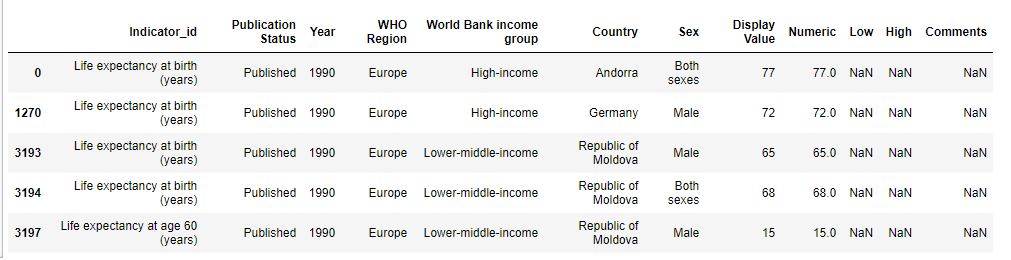 Indicator_id Publication Status Year WHO Region World Bank income group Country Sex Display Value Numeric Low High Comments
0 Life expectancy at birth (years) Published 1990 Europe High-income Andorra Both sexes 77 77.0 NaN NaN NaN
1270 Life expectancy at birth (years) Published 1990 Europe High-income Germany Male 72 72.0 NaN NaN NaN
3193 Life expectancy at birth (years) Published 1990 Europe Lower-middle-income Republic of Moldova Male 65 65.0 NaN NaN NaN
3194 Life expectancy at birth (years) Published 1990 Europe Lower-middle-income Republic of Moldova Both sexes 68 68.0 NaN NaN NaN
3197 Life expectancy at age 60 (years) Published 1990 Europe Lower-middle-income Republic of Moldova Male 15 15.0 NaN NaN NaN